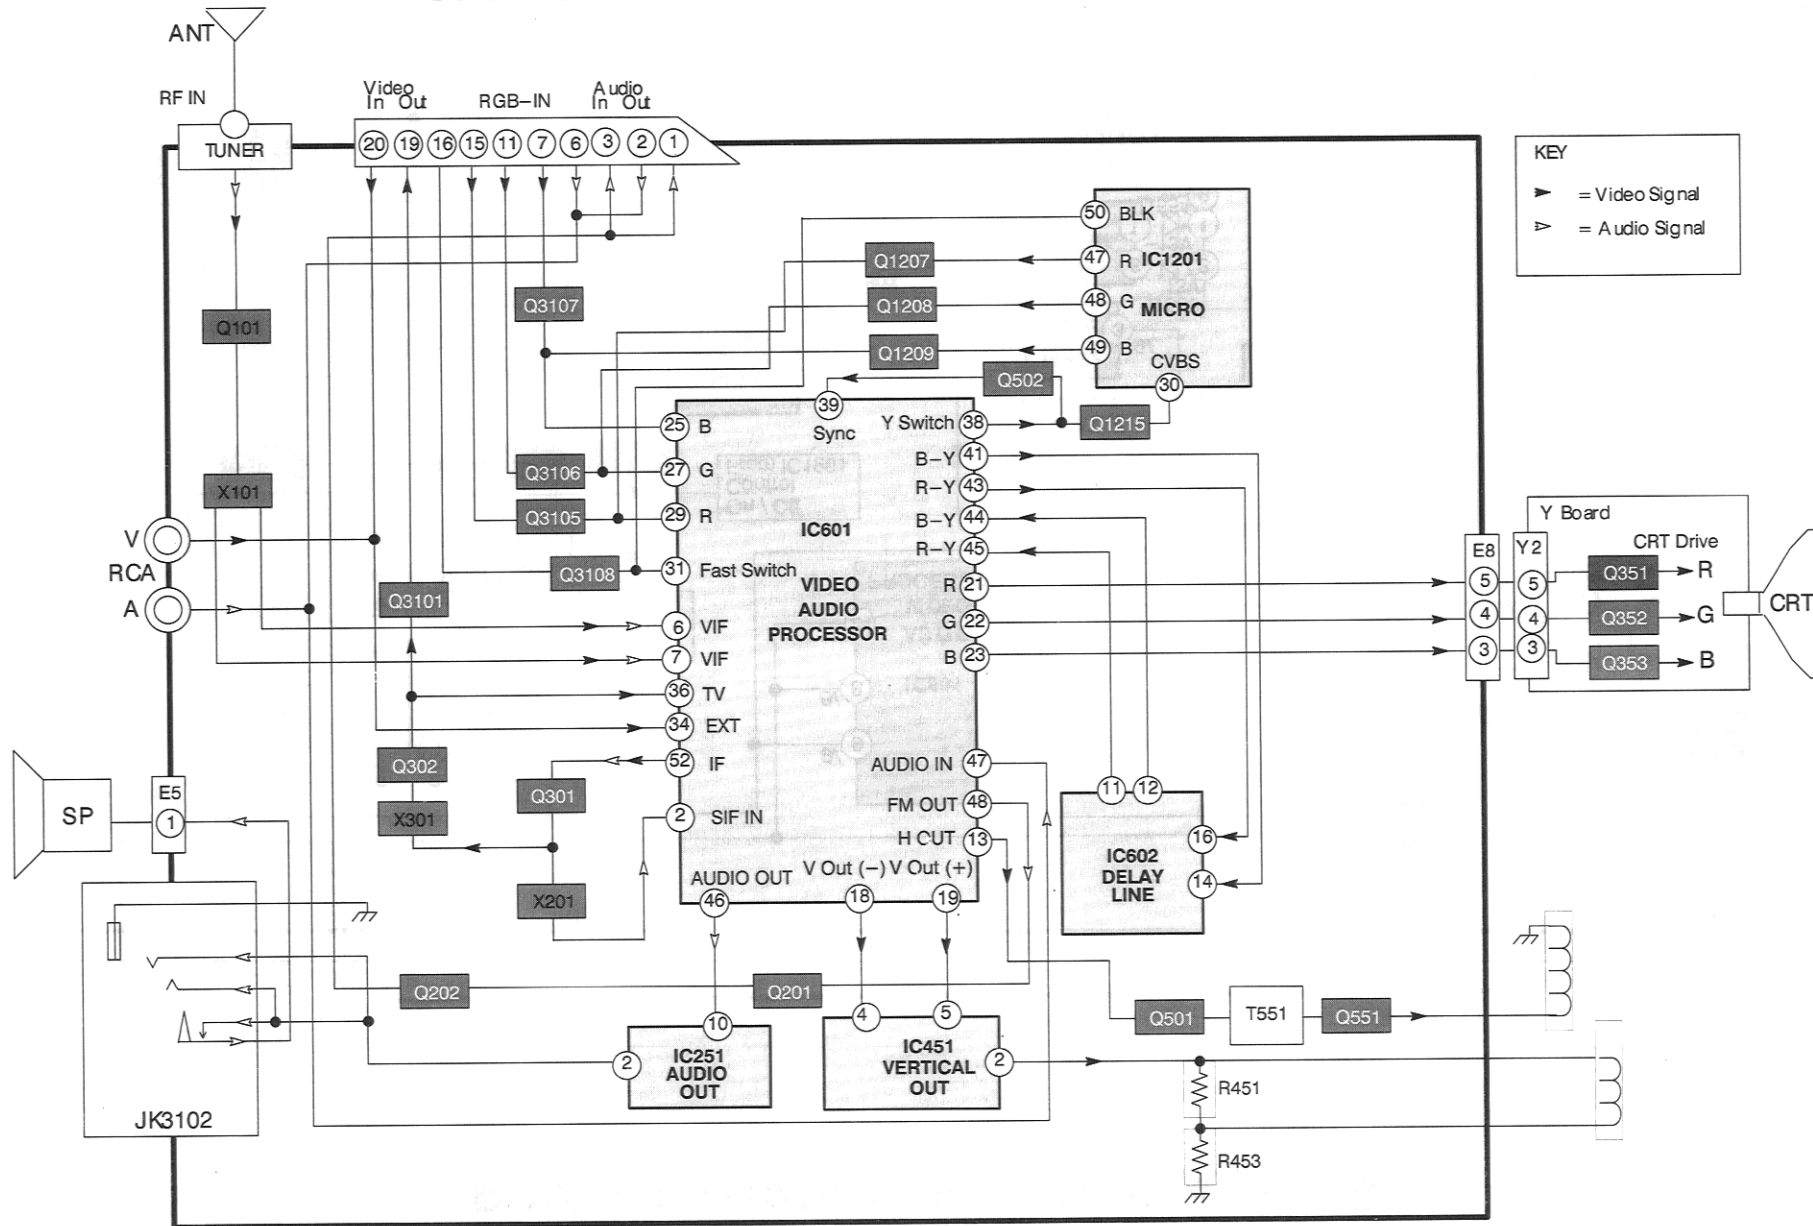 ANT
RF IN
TUNER
Video
In Out
RGB-IN
Audio
In Out
20 19 16 15 11 7 6 3 2 1
KEY
= Video Signal
= Audio Signal
50 BLK
47 R
IC1201
48 G
MICRO
49 B
CVBS
30
Q1207
Q1208
Q1209
Q3107
Q101
X101
Q502
Q1215
39
Sync
Y Switch 38
B-Y 41
R-Y 43
B-Y 44
R-Y 45
R 21
G 22
B 23
25 B
27 G
29 R
31 Fast Switch
6 VIF
7 VIF
36 TV
34 EXT
52 IF
2 SIF IN
IC601
VIDEO
AUDIO
PROCESSOR
Q3106
Q3105
Q3108
Q3101
V
RCA
A
Q302
X301
Q301
X201
AUDIO IN 47
FM OUT 48
H OUT 13
AUDIO OUT
V Out (-) V Out (+)
46
18
19
E8
5
4
3
Y Board
Y2
5
4
3
CRT Drive
Q351 R
Q352 G
Q353 B
CRT
SP
E5
1
11 12
16
14
IC602
DELAY
LINE
Q202
Q201
10
2
IC251
AUDIO
OUT
4
5
2
IC451
VERTICAL
OUT
Q501
T551
Q551
R451
R453
JK3102